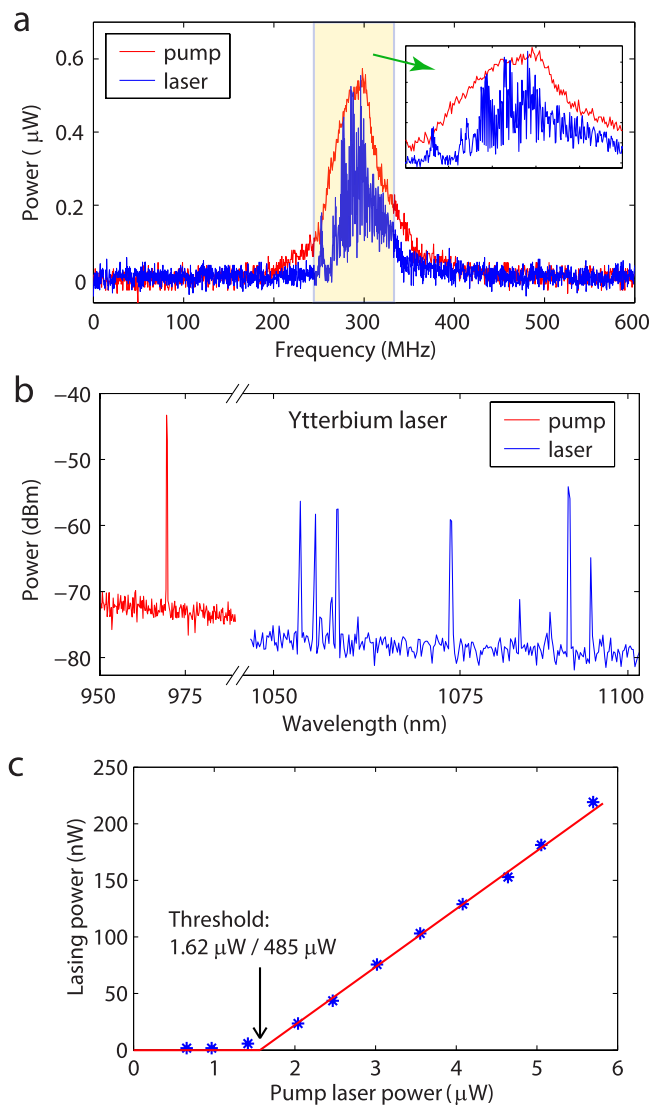 a
0.6
0.4
0.2
0
Power ( μW)
pump
laser
0 100 200 300 400 500 600
Frequency (MHz)
b
−40
−50
−60
−70
−80
Power (dBm)
Ytterbium laser
pump
laser
950 975 1050 1075 1100
Wavelength (nm)
c
250
200
150
100
50
0
Lasing power (nW)
Threshold:
1.62 μW / 485 μW
0 1 2 3 4 5 6
Pump laser power (μW)